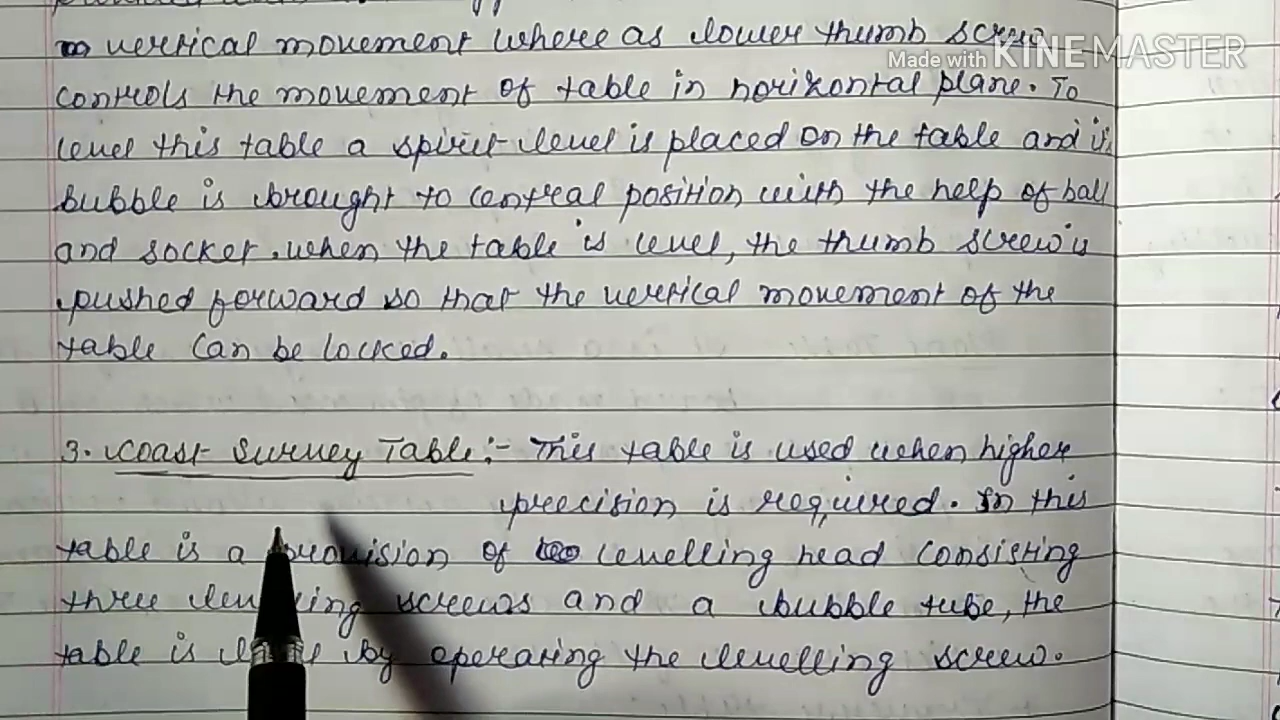 vertical movement where as lower thumb screw
Made with KINEMASTER
controls the movement of table in horizontal plane. To
level this table a spirit level is placed on the table and its
bubble is brought to central position with the help of ball
and socket. when the table is level, the thumb screw is
pushed forward so that the vertical movement of the
table can be locked.
3. Coast Survey Table :- This table is used when higher
precision is required. In this
table is a provision of levelling head consisting
three levelling screws and a bubble tube, the
table is by operating the levelling screw.